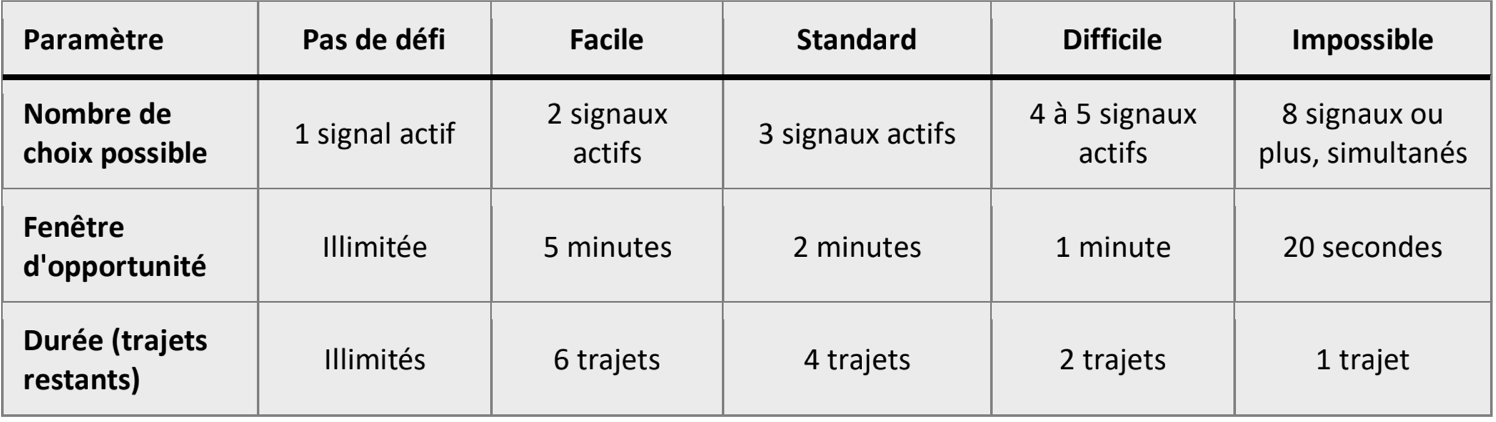 Paramètre Pas de défi Facile Standard Difficile Impossible
Nombre de choix possible 1 signal actif 2 signaux actifs 3 signaux actifs 4 à 5 signaux actifs 8 signaux ou plus, simultanés
Fenêtre d'opportunité Illimitée 5 minutes 2 minutes 1 minute 20 secondes
Durée (trajets restants) Illimités 6 trajets 4 trajets 2 trajets 1 trajet